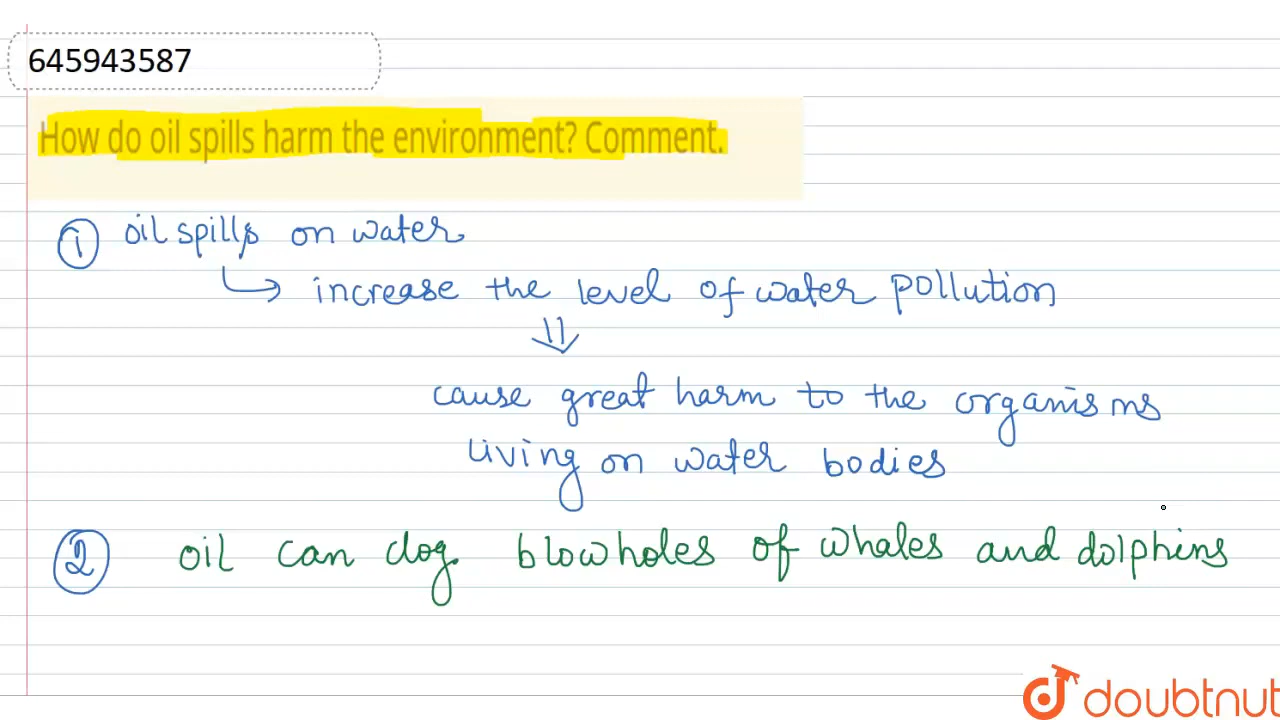 645943587
How do oil spills harm the environment? Comment.
1 oil spills on water
increase the level of water pollution
cause great harm to the organisms
living on water bodies
2 oil can clog blowholes of whales and dolphins
doubtnut